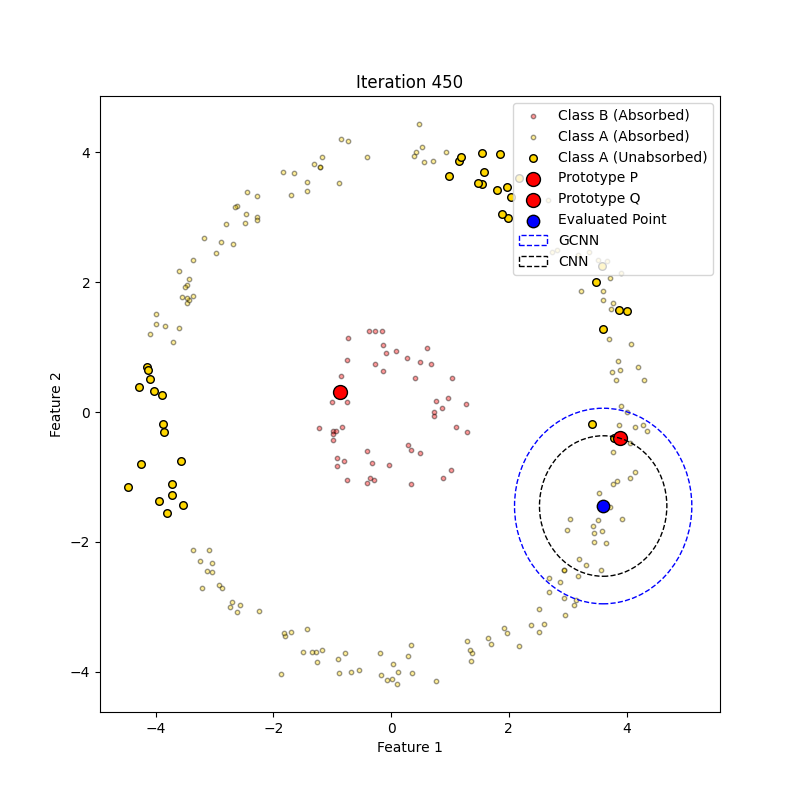 Iteration 450
Class B (Absorbed)
Class A (Absorbed)
Class A (Unabsorbed)
Prototype P
Prototype Q
Evaluated Point
GCNN
CNN
4
2
0
−2
−4
Feature 2
−4
−2
0
2
4
Feature 1